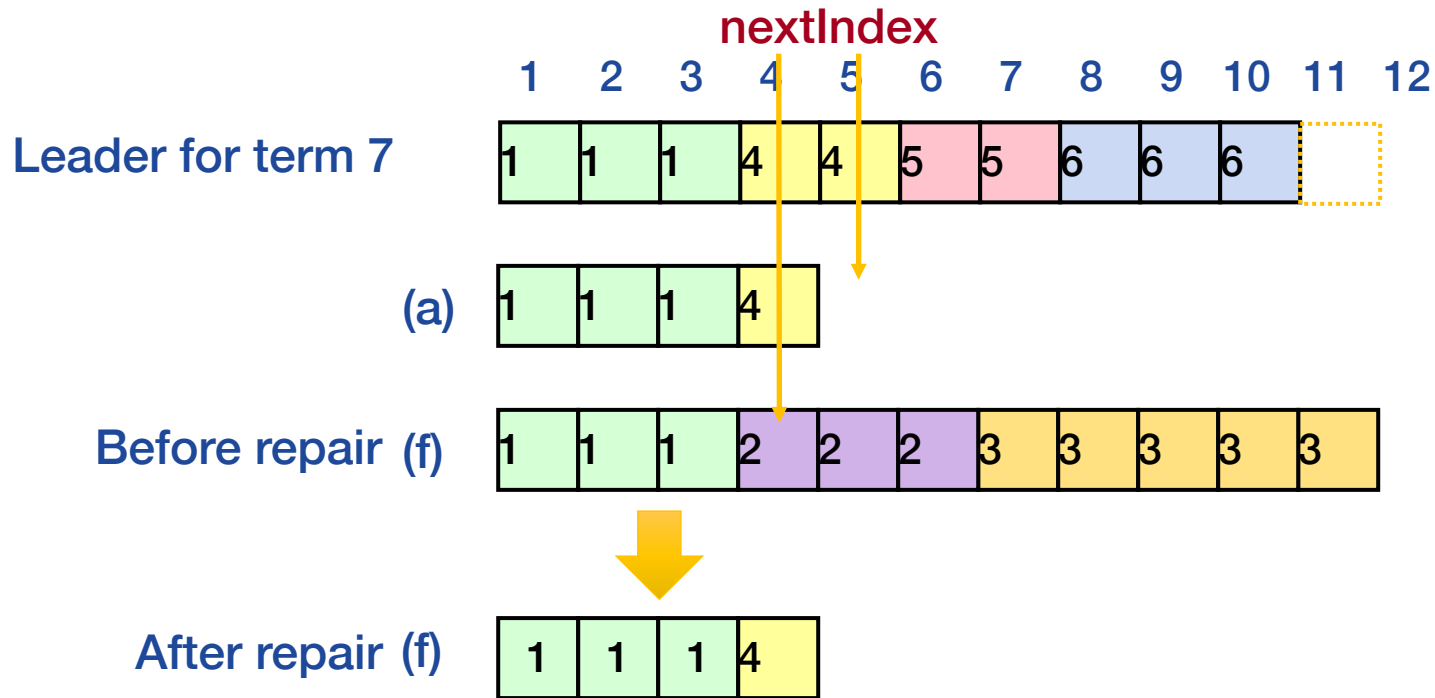 nextIndex
1 2 3 4 5 6 7 8 9 10 11 12
Leader for term 7 1 1 1 4 4 5 5 6 6 6
(a) 1 1 1 4
Before repair (f) 1 1 1 2 2 2 3 3 3 3 3
After repair (f) 1 1 1 4